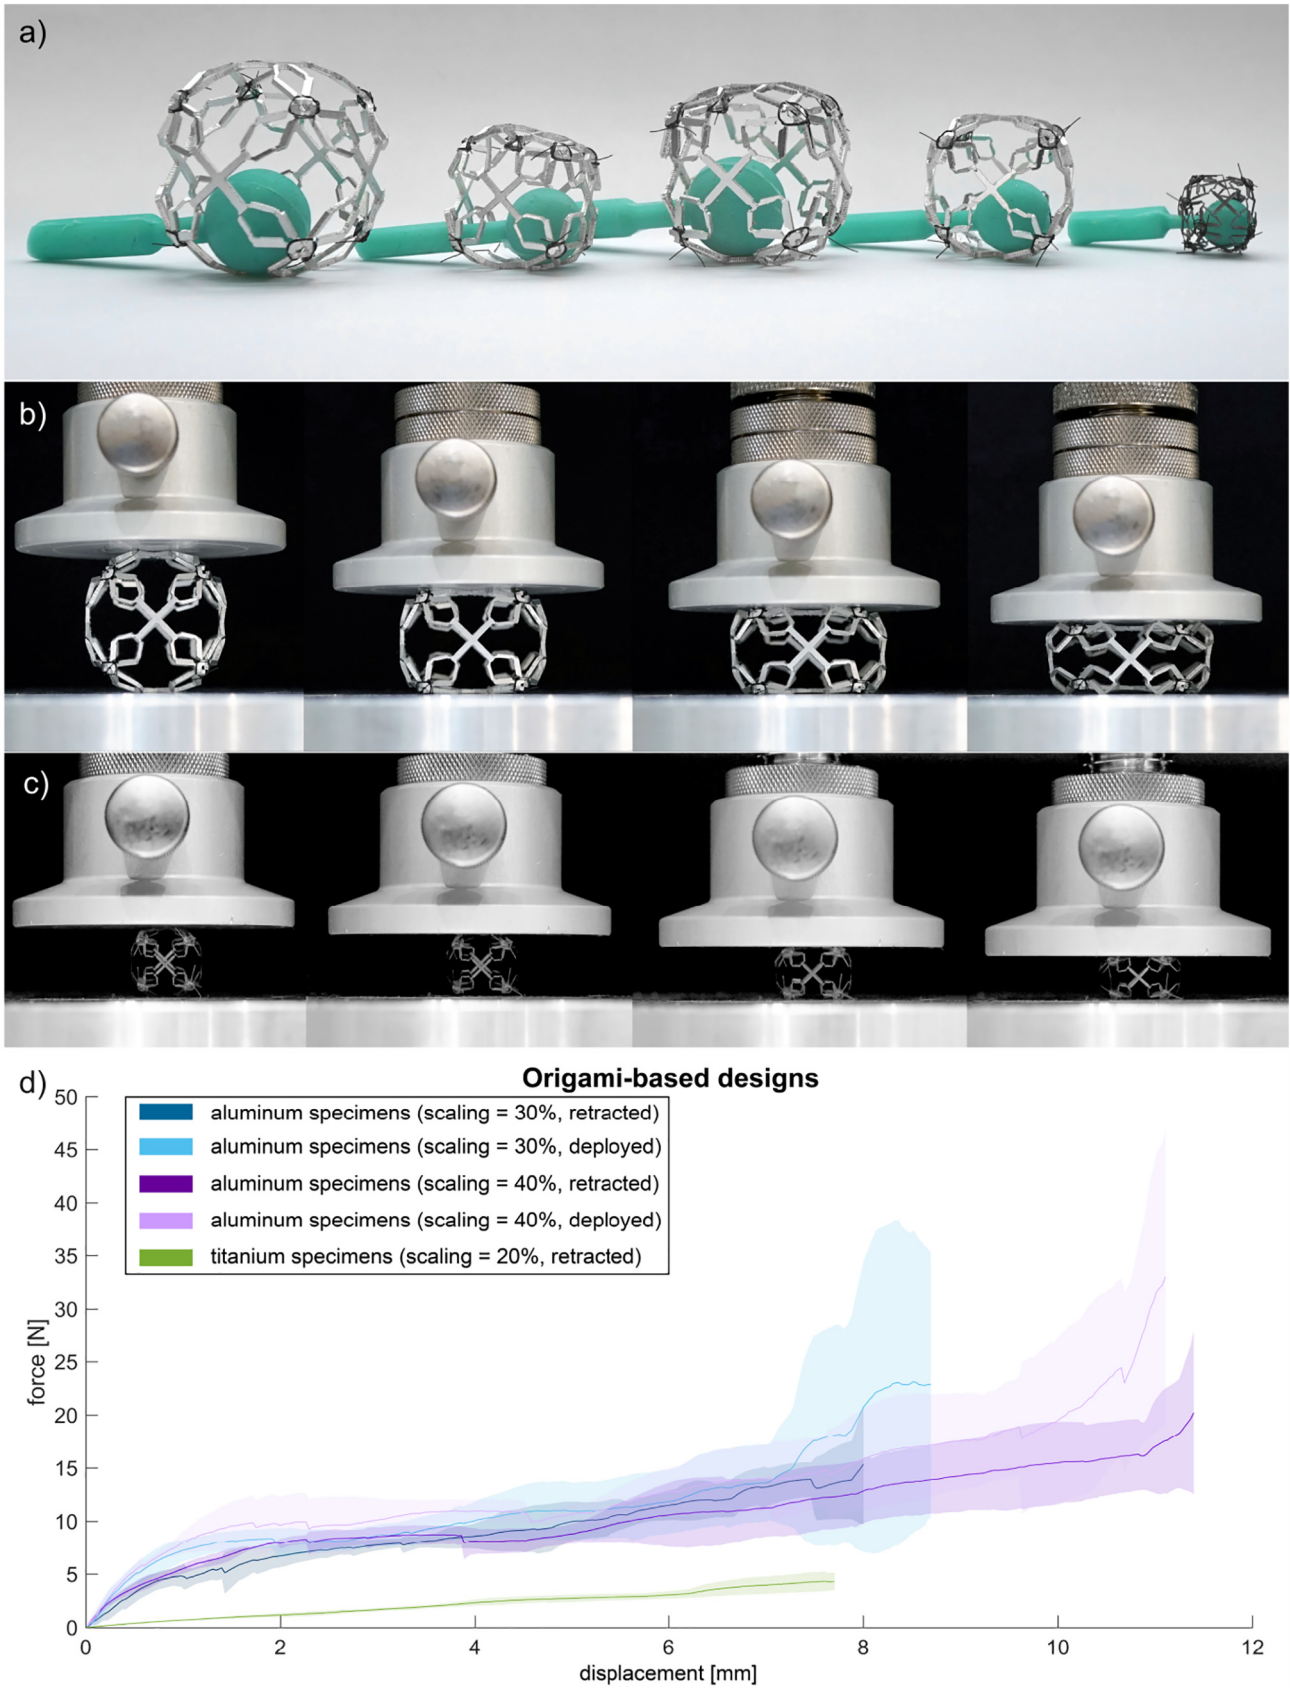 a)
b)
c)
d)
Origami-based designs
50
45
40
35
30
25
20
15
10
5
0
force [N]
aluminum specimens (scaling = 30%, retracted)
aluminum specimens (scaling = 30%, deployed)
aluminum specimens (scaling = 40%, retracted)
aluminum specimens (scaling = 40%, deployed)
titanium specimens (scaling = 20%, retracted)
0 2 4 6 8 10 12
displacement [mm]